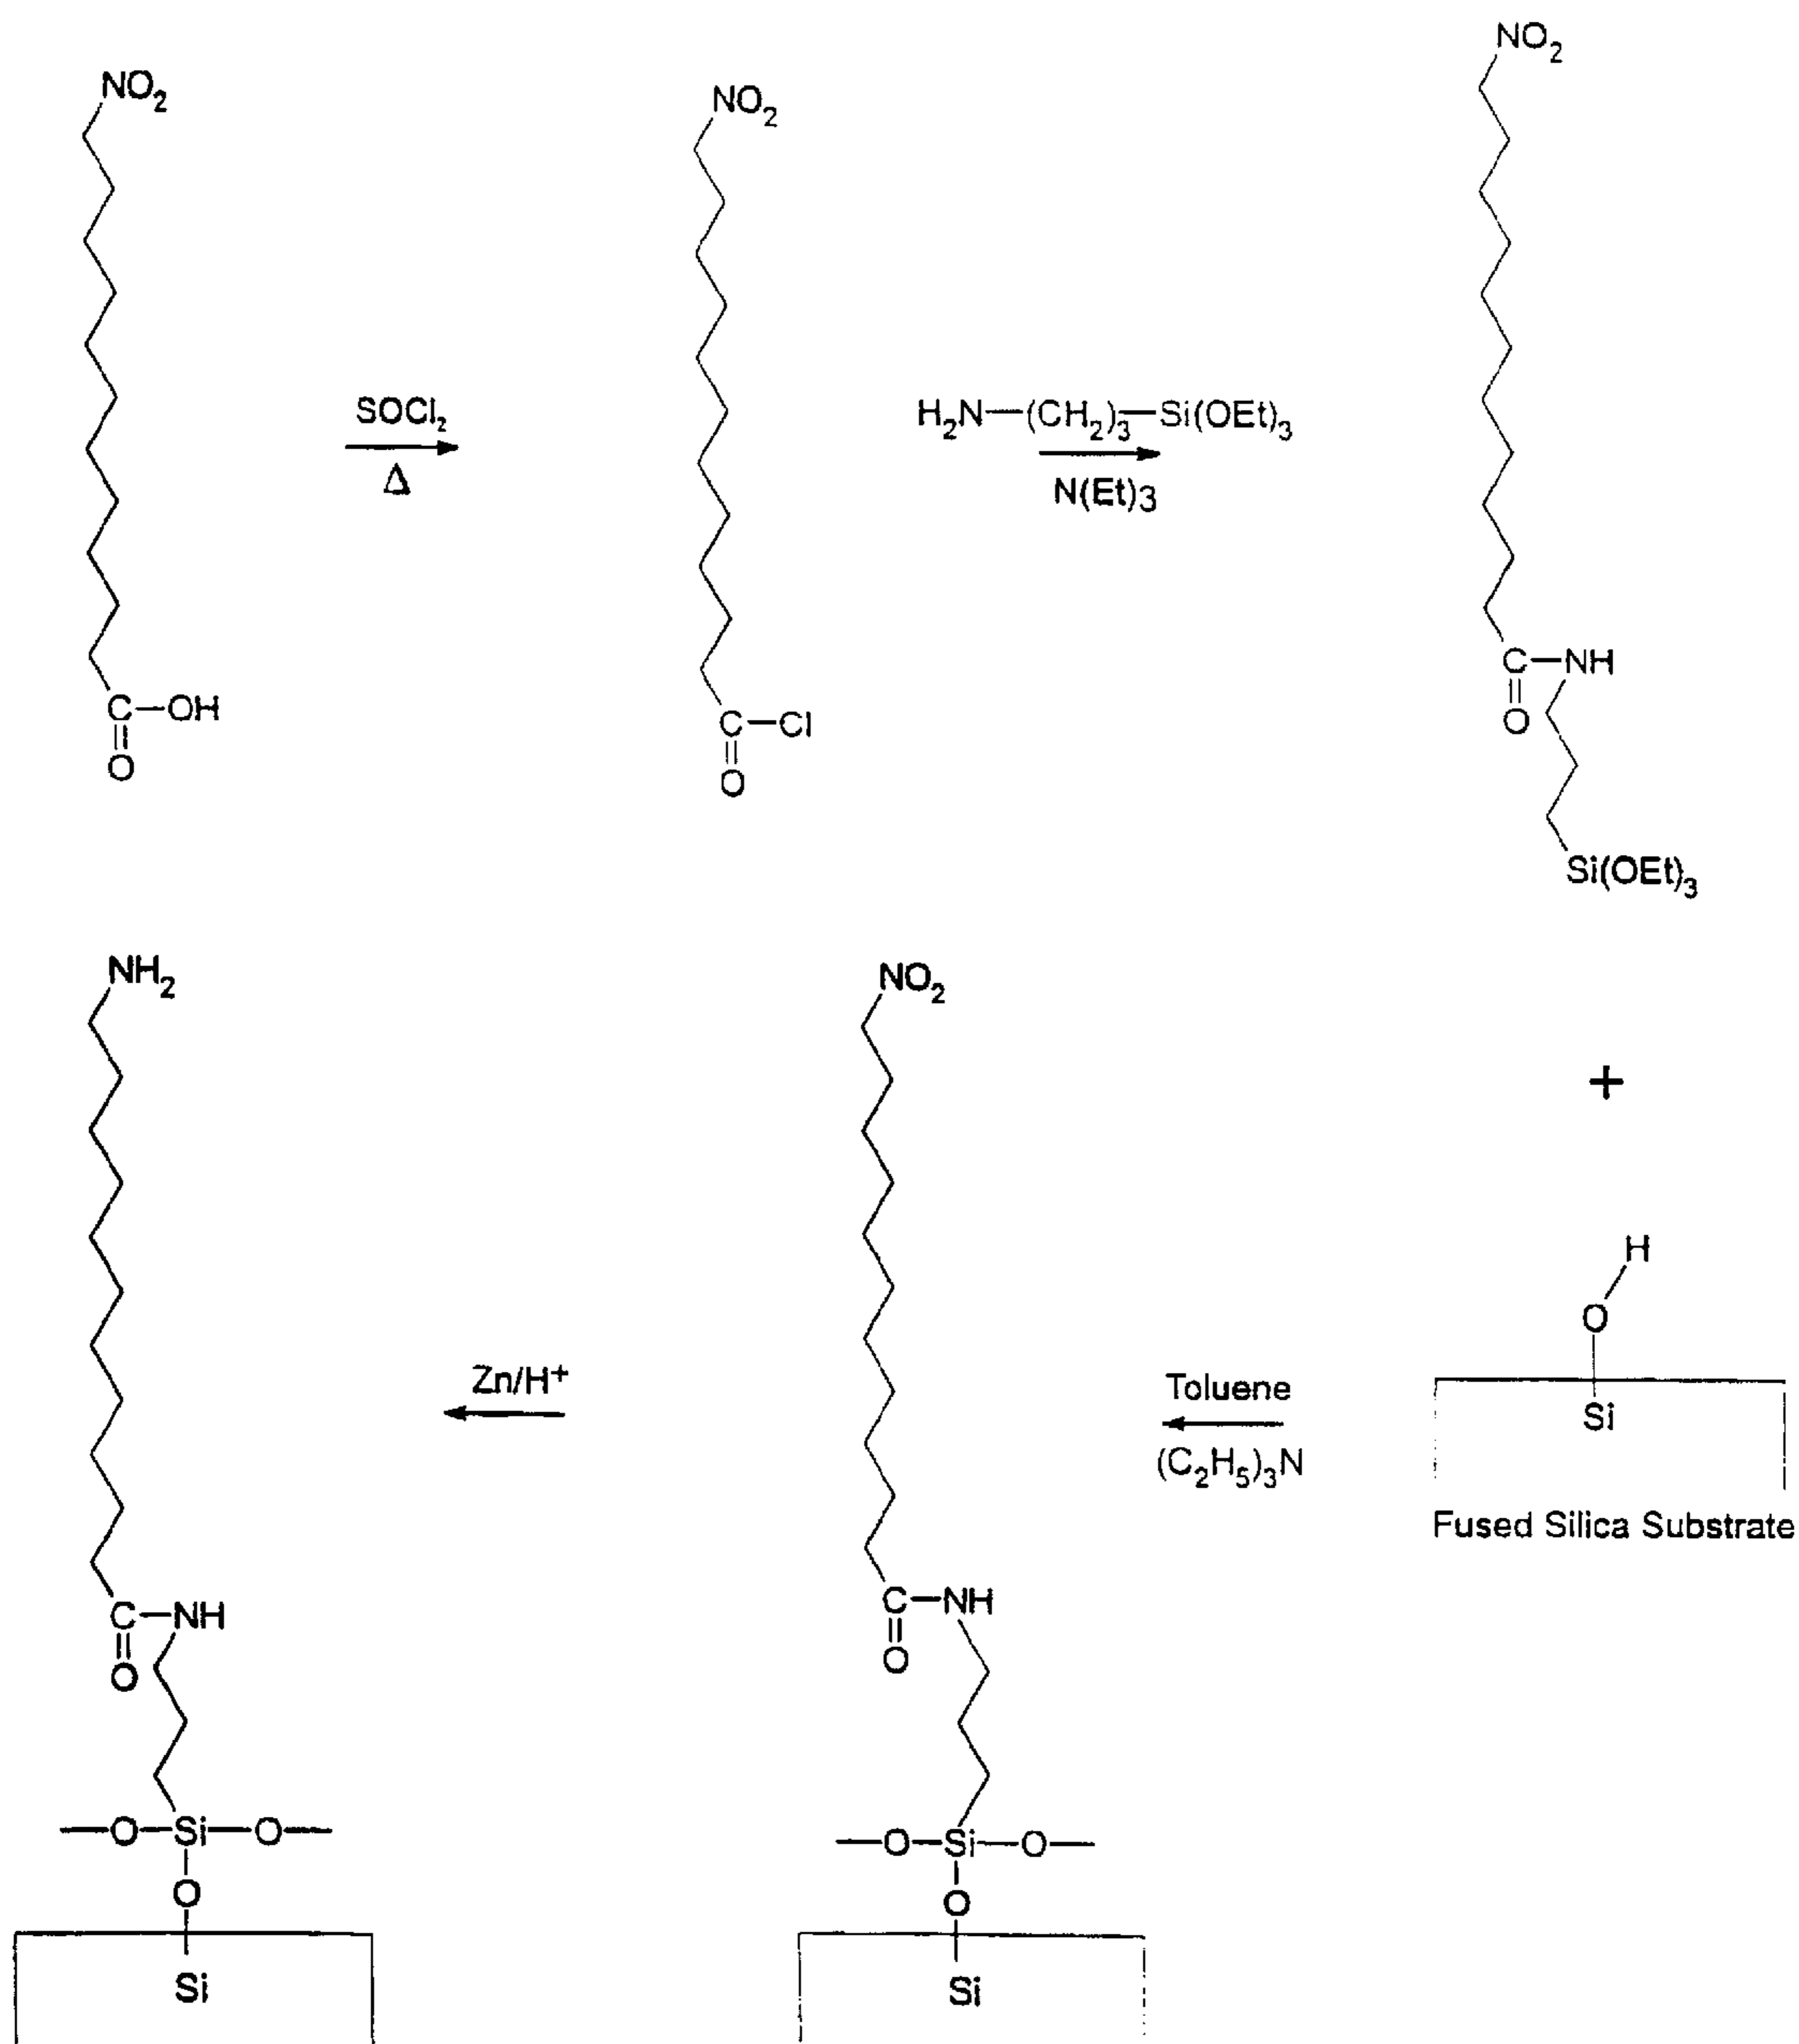 NO₂
NO₂
NO₂
SOCl₂
Δ
H₂N—(CH₂)₃—Si(OEt)₃
N(Et)₃
C—OH
O
C—Cl
O
C—NH
O
Si(OEt)₃
NH₂
NO₂
+
H
O
Si
Fused Silica Substrate
Toluene
(C₂H₅)₃N
Zn/H⁺
C—NH
O
C—NH
O
—O—Si—O—
O
Si
—O—Si—O—
O
Si